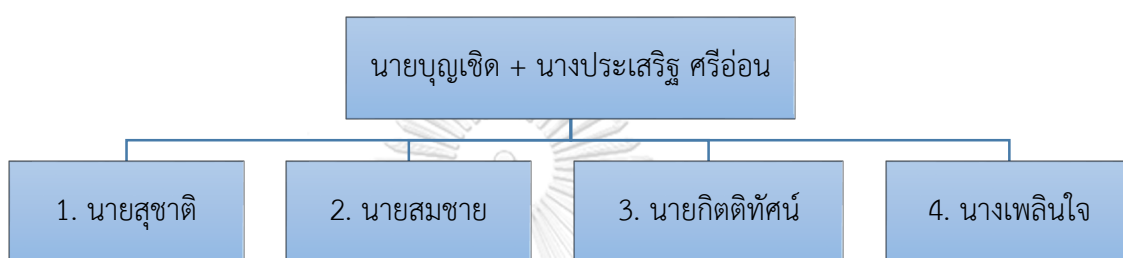 นายบุญเชิด + นางประเสริฐ ศรีอ่อน
1. นายสุชาติ
2. นายสมชาย
3. นายกิตติทัศน์
4. นางเพลินใจ